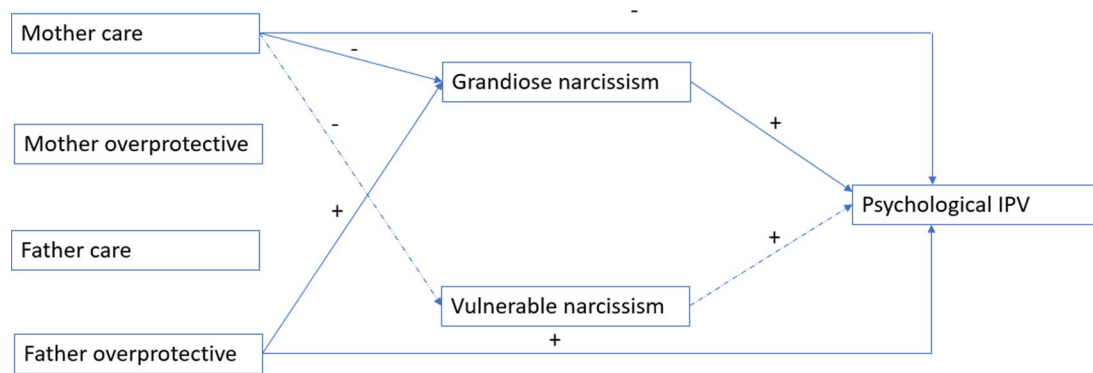 Mother care
-
-
Grandiose narcissism
Mother overprotective
-
+
+
Psychological IPV
Father care
+
Vulnerable narcissism
+
Father overprotective